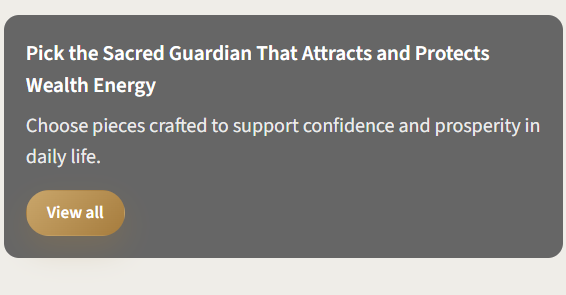 Pick the Sacred Guardian That Attracts and Protects
Wealth Energy
Choose pieces crafted to support confidence and prosperity in
daily life.
View all